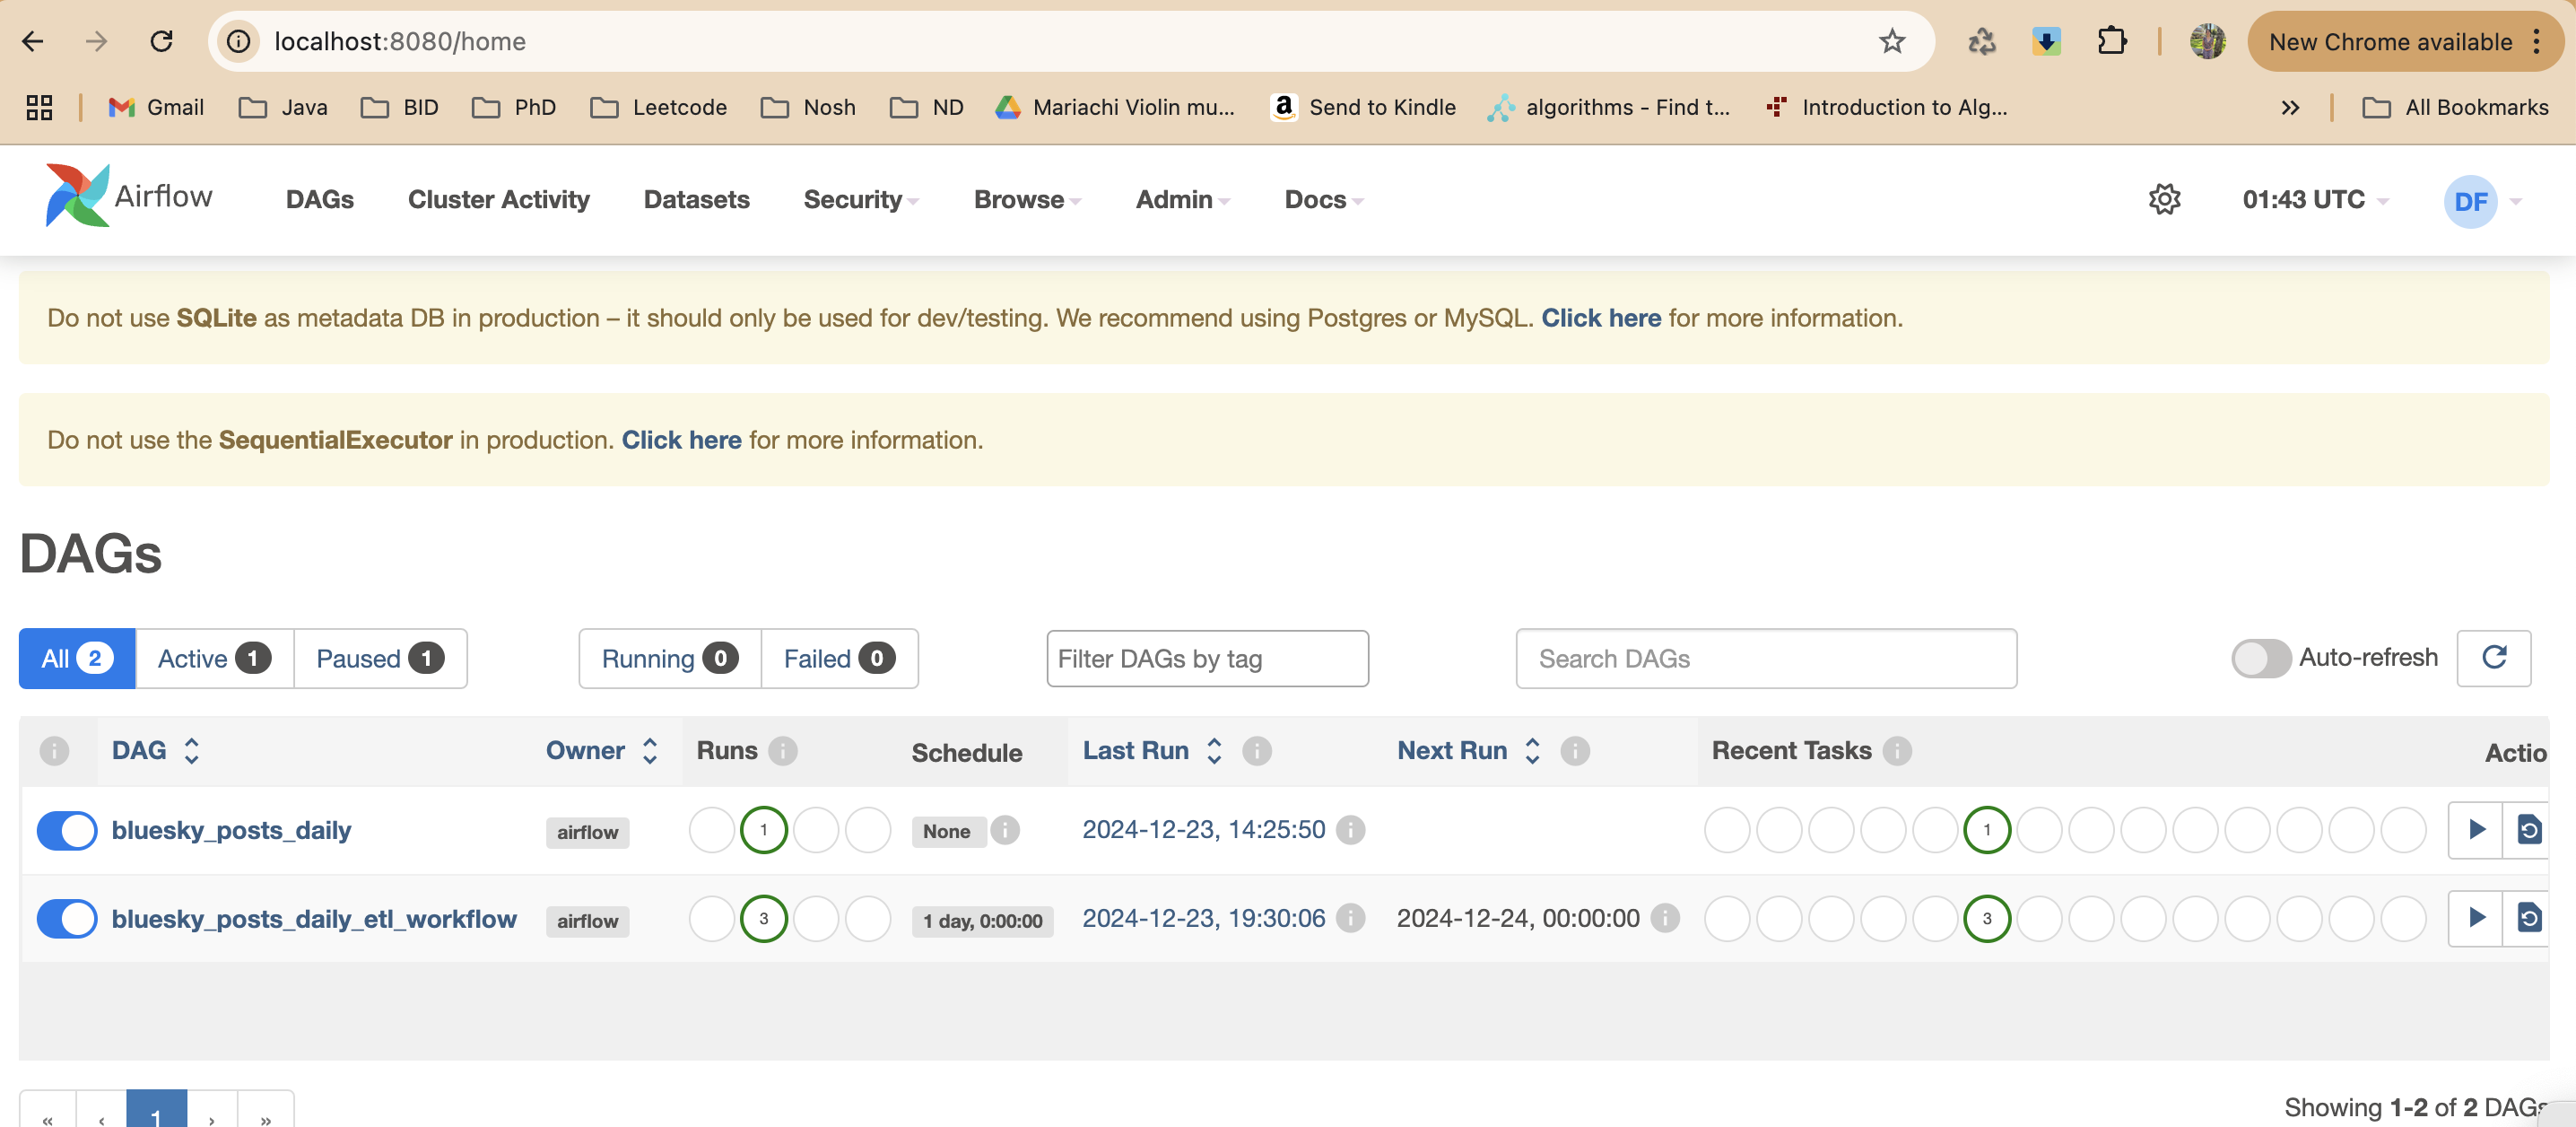 localhost:8080/home
New Chrome available
Gmail Java BID PhD Leetcode Nosh ND Mariachi Violin mu... Send to Kindle algorithms - Find t... Introduction to Alg... » All Bookmarks
Airflow DAGs Cluster Activity Datasets Security Browse Admin Docs 01:43 UTC DF
Do not use SQLite as metadata DB in production – it should only be used for dev/testing. We recommend using Postgres or MySQL. Click here for more information.
Do not use the SequentialExecutor in production. Click here for more information.
DAGs
All 2 Active 1 Paused 1 Running 0 Failed 0 Filter DAGs by tag Search DAGs Auto-refresh
DAG Owner Runs Schedule Last Run Next Run Recent Tasks Actio
bluesky_posts_daily airflow 1 None 2024-12-23, 14:25:50 1
bluesky_posts_daily_etl_workflow airflow 3 1 day, 0:00:00 2024-12-23, 19:30:06 2024-12-24, 00:00:00 3
« ‹ 1 › »
Showing 1-2 of 2 DAGs